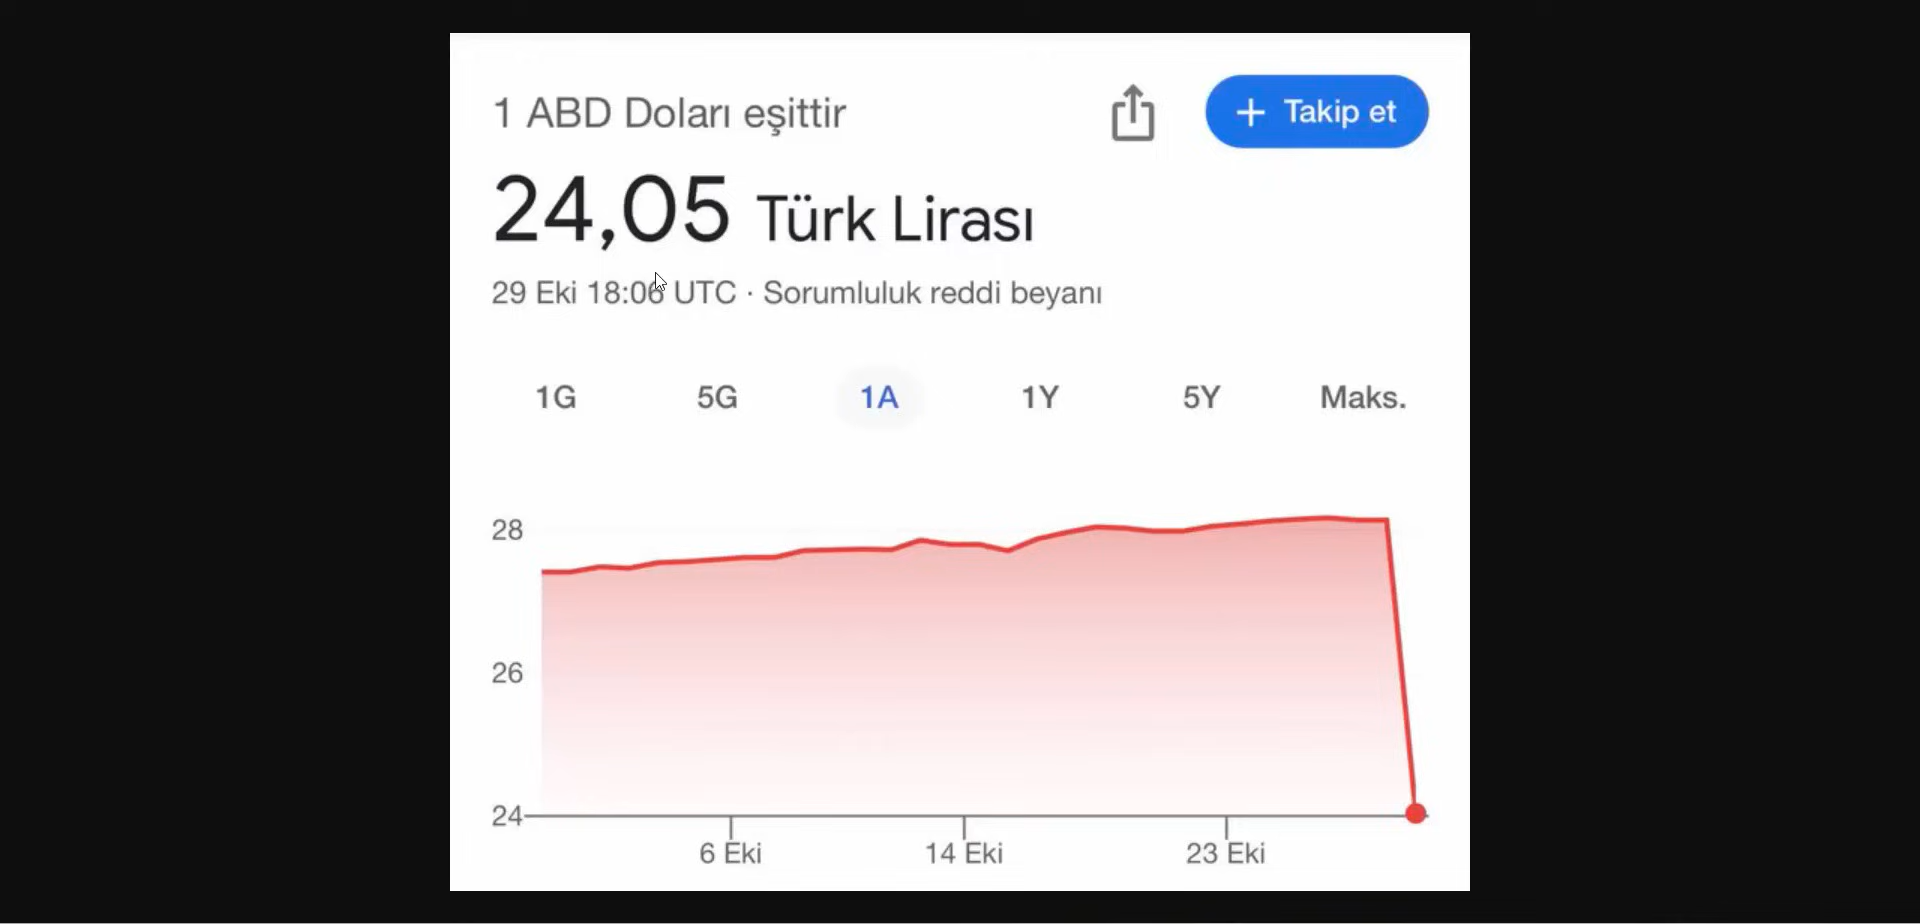 1 ABD Doları eşittir
+ Takip et
24,05 Türk Lirası
29 Eki 18:06 UTC · Sorumluluk reddi beyanı
1G 5G 1A 1Y 5Y Maks.
28
26
24
6 Eki 14 Eki 23 Eki